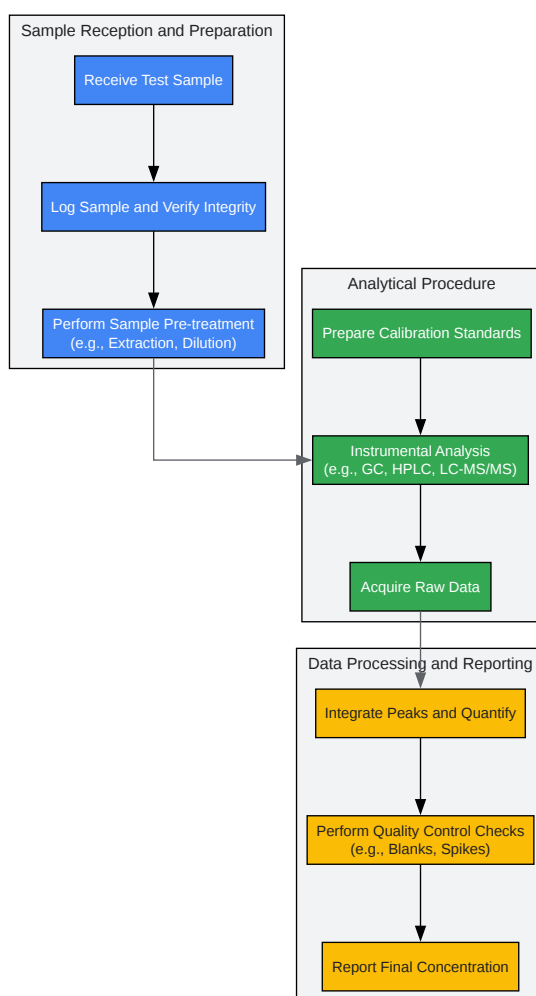 Sample Reception and Preparation
Receive Test Sample
Log Sample and Verify Integrity
Perform Sample Pre-treatment
(e.g., Extraction, Dilution)
Analytical Procedure
Prepare Calibration Standards
Instrumental Analysis
(e.g., GC, HPLC, LC-MS/MS)
Acquire Raw Data
Data Processing and Reporting
Integrate Peaks and Quantify
Perform Quality Control Checks
(e.g., Blanks, Spikes)
Report Final Concentration